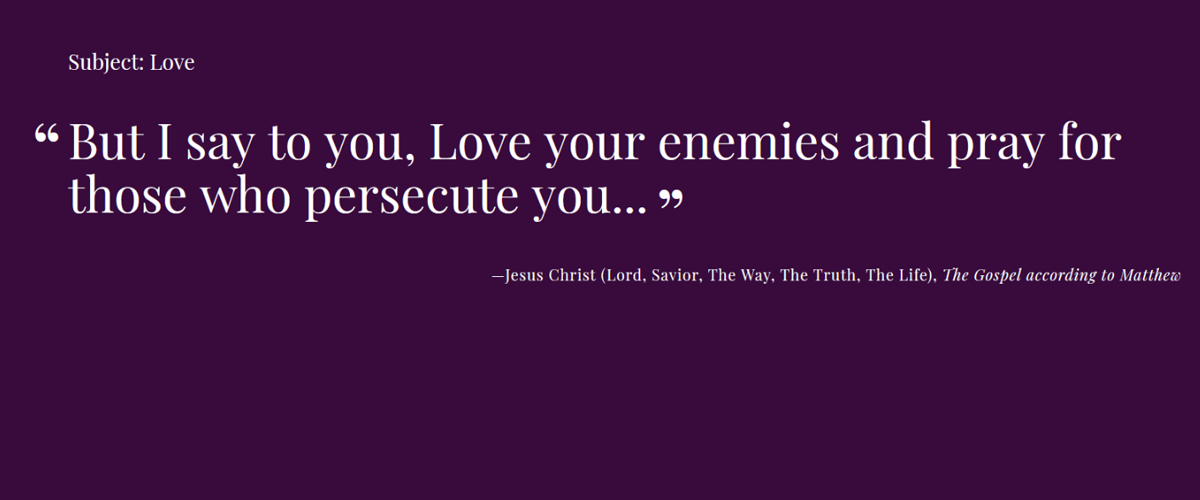 Subject: Love
“But I say to you, Love your enemies and pray for
those who persecute you...”
—Jesus Christ (Lord, Savior, The Way, The Truth, The Life), The Gospel according to Matthew